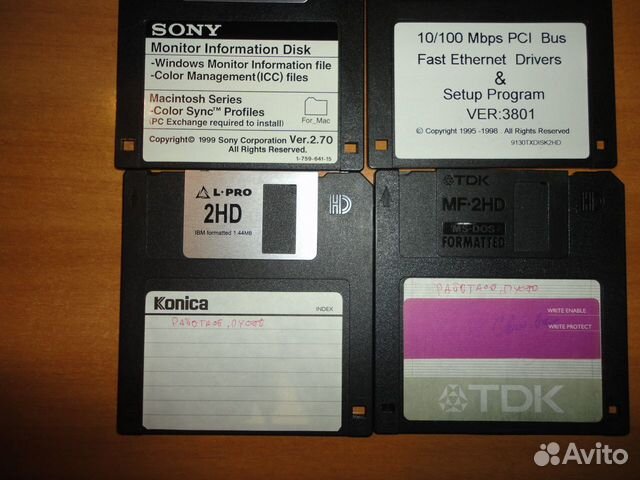 SONY
Monitor Information Disk
-Windows Monitor Information file
-Color Management(ICC) files
Macintosh Series
-Color Sync™ Profiles
(PC Exchange required to install)
For_Mac
Copyright© 1999 Sony Corporation Ver.2.70
All Rights Reserved.
1-759-641-15
10/100 Mbps PCI Bus
Fast Ethernet Drivers
&
Setup Program
VER:3801
© Copyright 1995 -1998 . All Rights Reserved
9130TXDISK2HD
L·PRO
2HD
IBM formatted 1.44MB
HD
Konica
INDEX
TDK
MF-2HD
MS-DOS
FORMATTED
HD
WRITE ENABLE
WRITE PROTECT
TDK
Avito